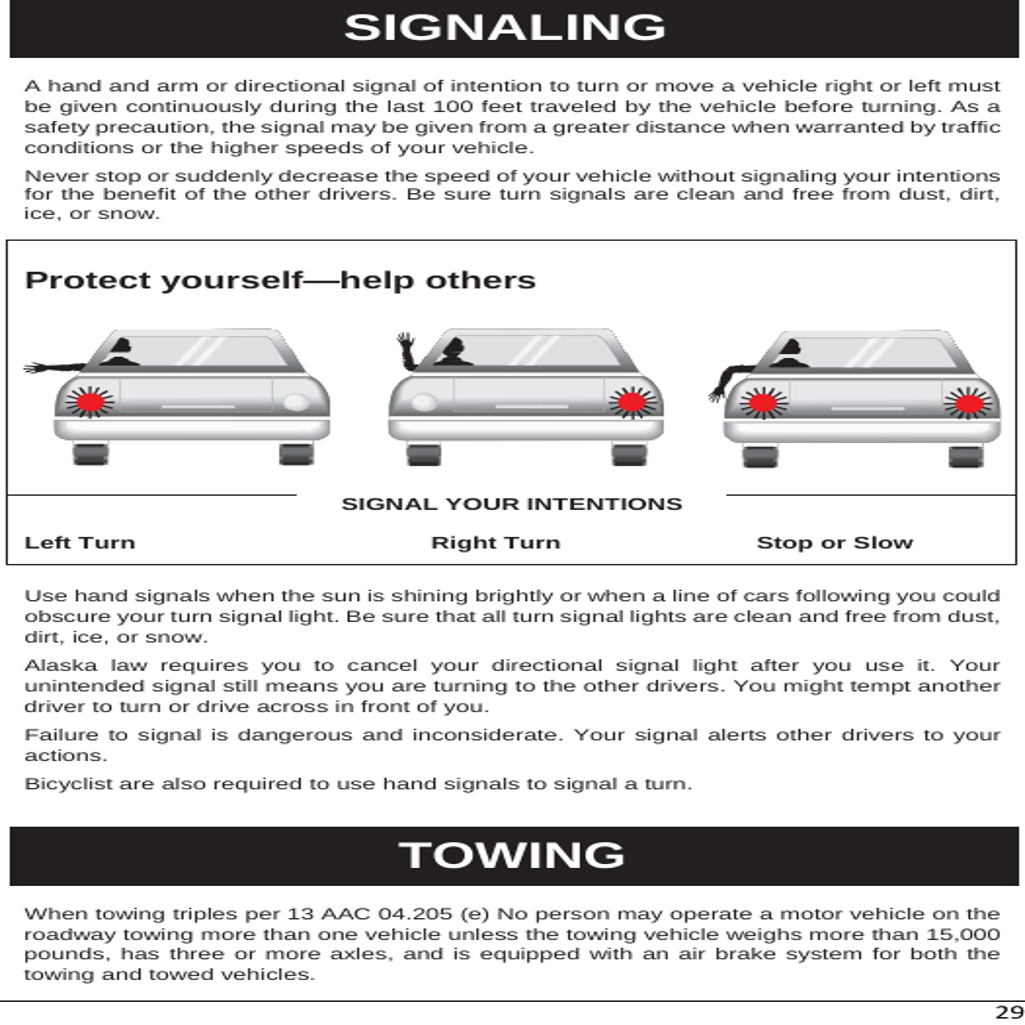 SIGNALING
A hand and arm or directional signal of intention to turn or move a vehicle right or left must
be given continuously during the last 100 feet traveled by the vehicle before turning. As a
safety precaution, the signal may be given from a greater distance when warranted by traffic
conditions or the higher speeds of your vehicle.
Never stop or suddenly decrease the speed of your vehicle without signaling your intentions
for the benefit of the other drivers. Be sure turn signals are clean and free from dust, dirt,
ice, or snow.
Protect yourself—help others
SIGNAL YOUR INTENTIONS
Left Turn Right Turn Stop or Slow
Use hand signals when the sun is shining brightly or when a line of cars following you could
obscure your turn signal light. Be sure that all turn signal lights are clean and free from dust,
dirt, ice, or snow.
Alaska law requires you to cancel your directional signal light after you use it. Your
unintended signal still means you are turning to the other drivers. You might tempt another
driver to turn or drive across in front of you.
Failure to signal is dangerous and inconsiderate. Your signal alerts other drivers to your
actions.
Bicyclist are also required to use hand signals to signal a turn.
TOWING
When towing triples per 13 AAC 04.205 (e) No person may operate a motor vehicle on the
roadway towing more than one vehicle unless the towing vehicle weighs more than 15,000
pounds, has three or more axles, and is equipped with an air brake system for both the
towing and towed vehicles.
29